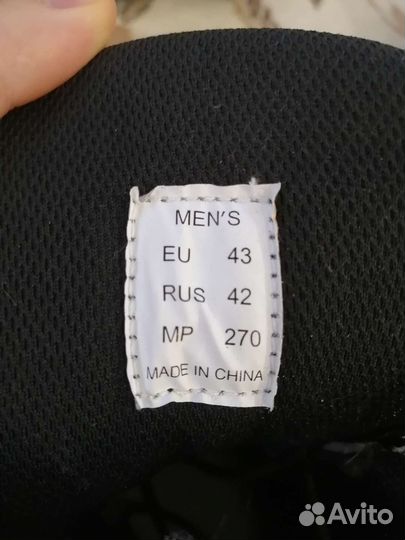 MEN'S
EU 43
RUS 42
MP 270
MADE IN CHINA
Avito